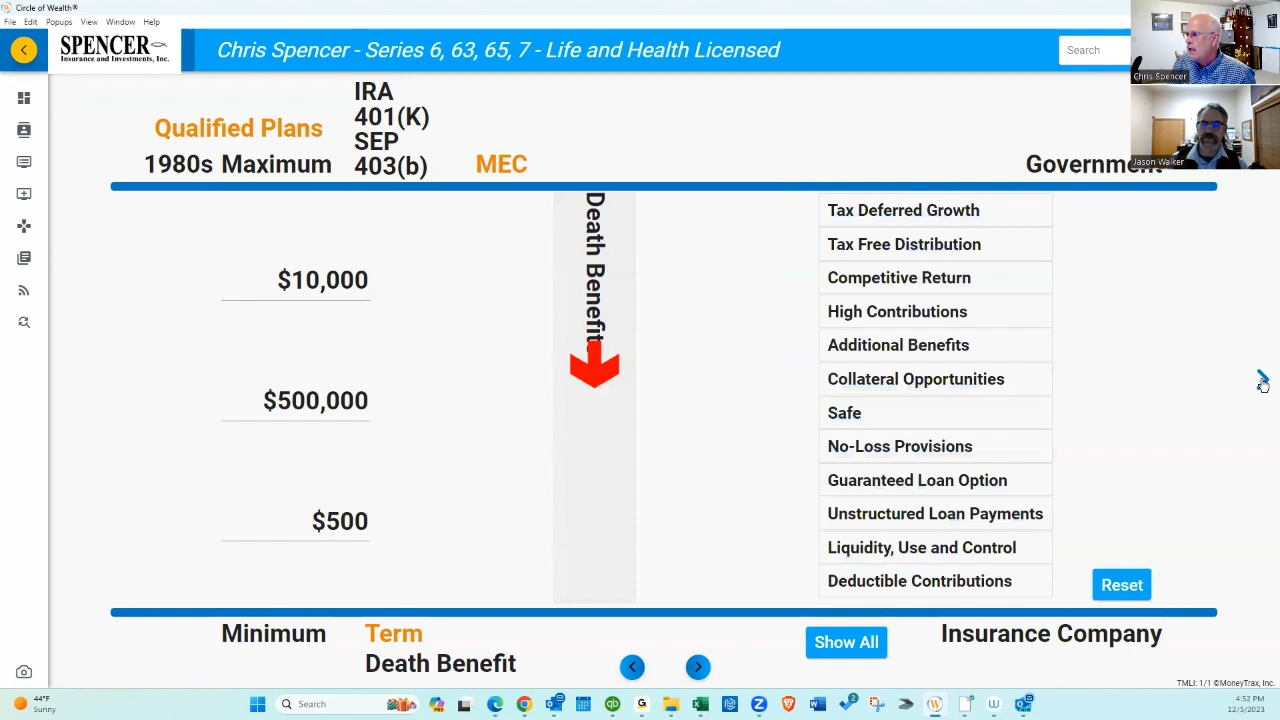 Circle of Wealth®
File Edit Popups View Window Help
SPENCER
Insurance and Investments, Inc.
Chris Spencer - Series 6, 63, 65, 7 - Life and Health Licensed
Search
Chris Spencer
Jason Walker
Qualified Plans
1980s Maximum
IRA
401(K)
SEP
403(b)
MEC
Government
Death Benefit
$10,000
$500,000
$500
Tax Deferred Growth
Tax Free Distribution
Competitive Return
High Contributions
Additional Benefits
Collateral Opportunities
Safe
No-Loss Provisions
Guaranteed Loan Option
Unstructured Loan Payments
Liquidity, Use and Control
Deductible Contributions
Reset
Minimum
Term
Death Benefit
Show All
Insurance Company
TMLI: 1/1 ©MoneyTrax, Inc.
44°F
Sunny
Search
4:52 PM
12/5/2023